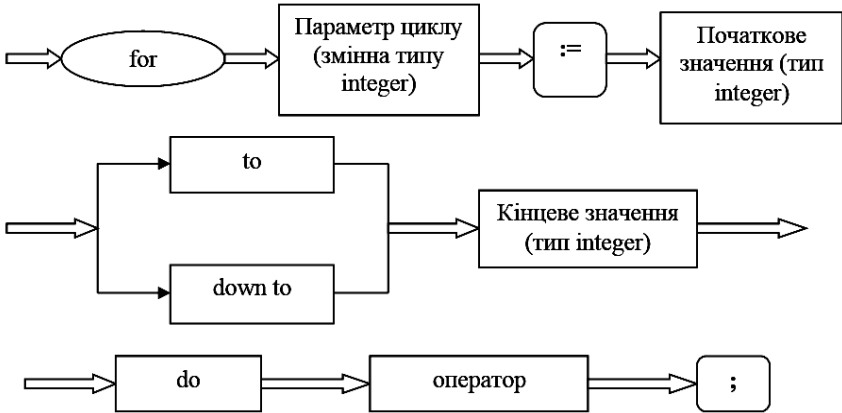 for
Параметр циклу
(змінна типу
integer)
:=
Початкове
значення (тип
integer)
to
down to
Кінцеве значення
(тип integer)
do
оператор
;